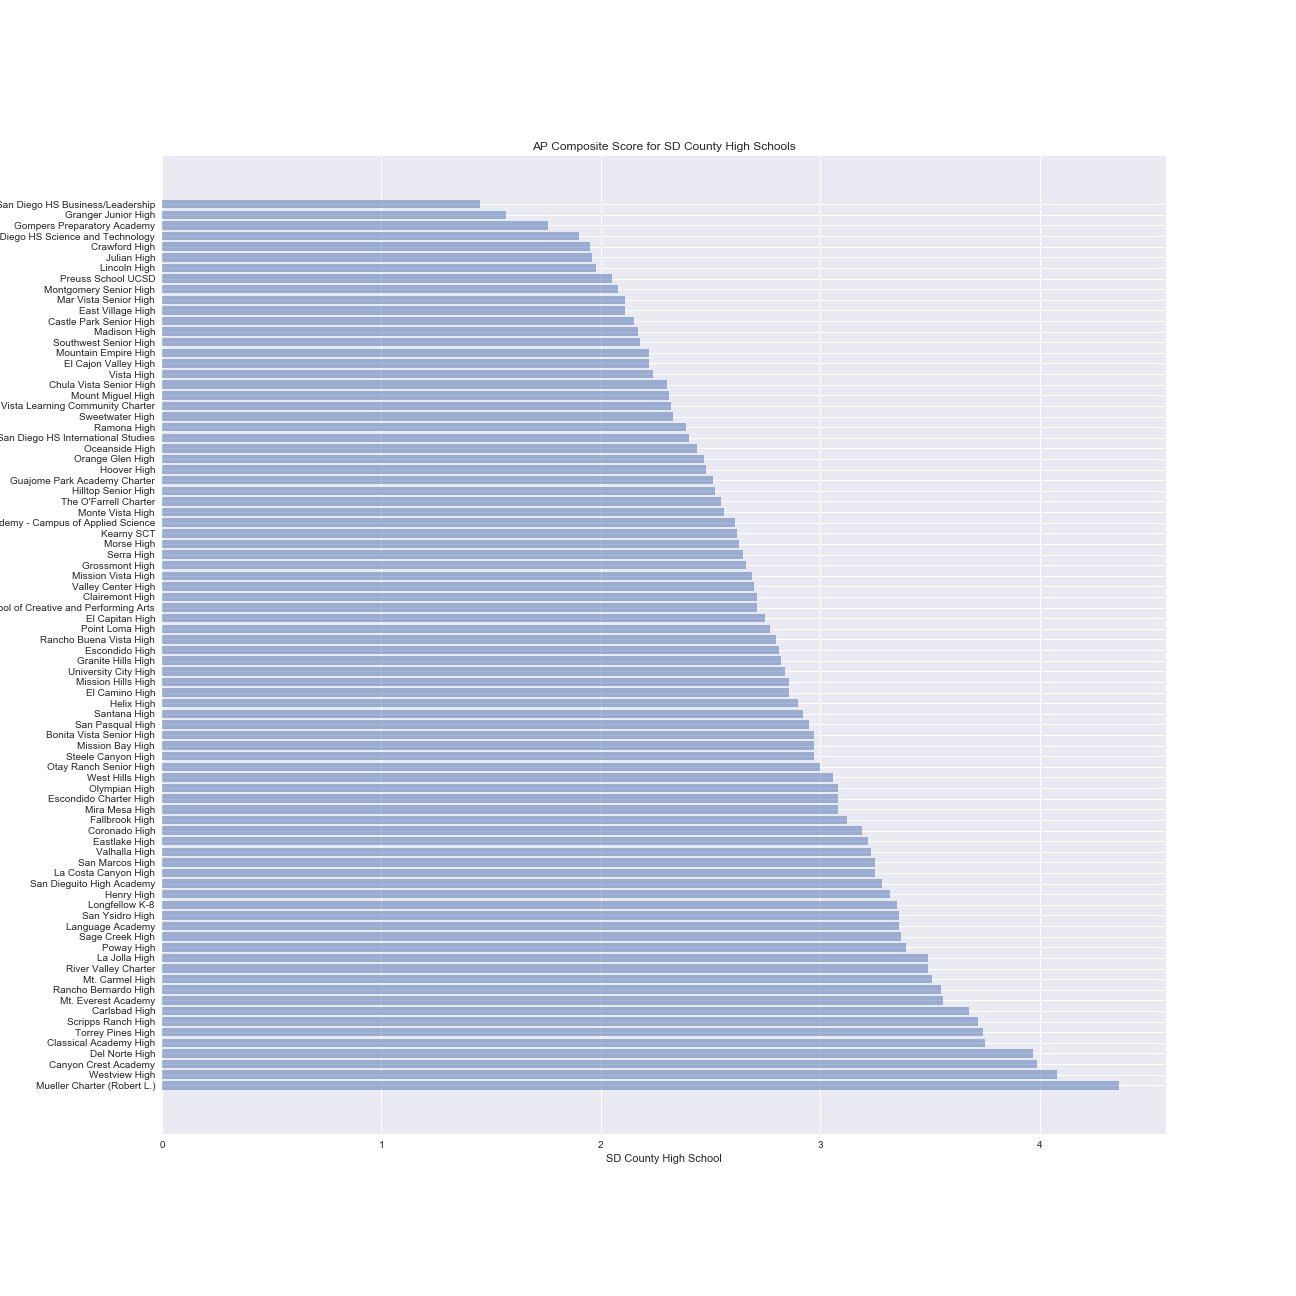 AP Composite Score for SD County High Schools
San Diego HS Business/Leadership
Granger Junior High
Gompers Preparatory Academy
Diego HS Science and Technology
Crawford High
Julian High
Lincoln High
Preuss School UCSD
Montgomery Senior High
Mar Vista Senior High
East Village High
Castle Park Senior High
Madison High
Southwest Senior High
Mountain Empire High
El Cajon Valley High
Vista High
Chula Vista Senior High
Mount Miguel High
Vista Learning Community Charter
Sweetwater High
Ramona High
San Diego HS International Studies
Oceanside High
Orange Glen High
Hoover High
Guajome Park Academy Charter
Hilltop Senior High
The O'Farrell Charter
Monte Vista High
demy - Campus of Applied Science
Kearny SCT
Morse High
Serra High
Grossmont High
Mission Vista High
Valley Center High
Clairemont High
ool of Creative and Performing Arts
El Capitan High
Point Loma High
Rancho Buena Vista High
Escondido High
Granite Hills High
University City High
Mission Hills High
El Camino High
Helix High
Santana High
San Pasqual High
Bonita Vista Senior High
Mission Bay High
Steele Canyon High
Otay Ranch Senior High
West Hills High
Olympian High
Escondido Charter High
Mira Mesa High
Fallbrook High
Coronado High
Eastlake High
Valhalla High
San Marcos High
La Costa Canyon High
San Dieguito High Academy
Henry High
Longfellow K-8
San Ysidro High
Language Academy
Sage Creek High
Poway High
La Jolla High
River Valley Charter
Mt. Carmel High
Rancho Bernardo High
Mt. Everest Academy
Carlsbad High
Scripps Ranch High
Torrey Pines High
Classical Academy High
Del Norte High
Canyon Crest Academy
Westview High
Mueller Charter (Robert L.)
0 1 2 3 4
SD County High School